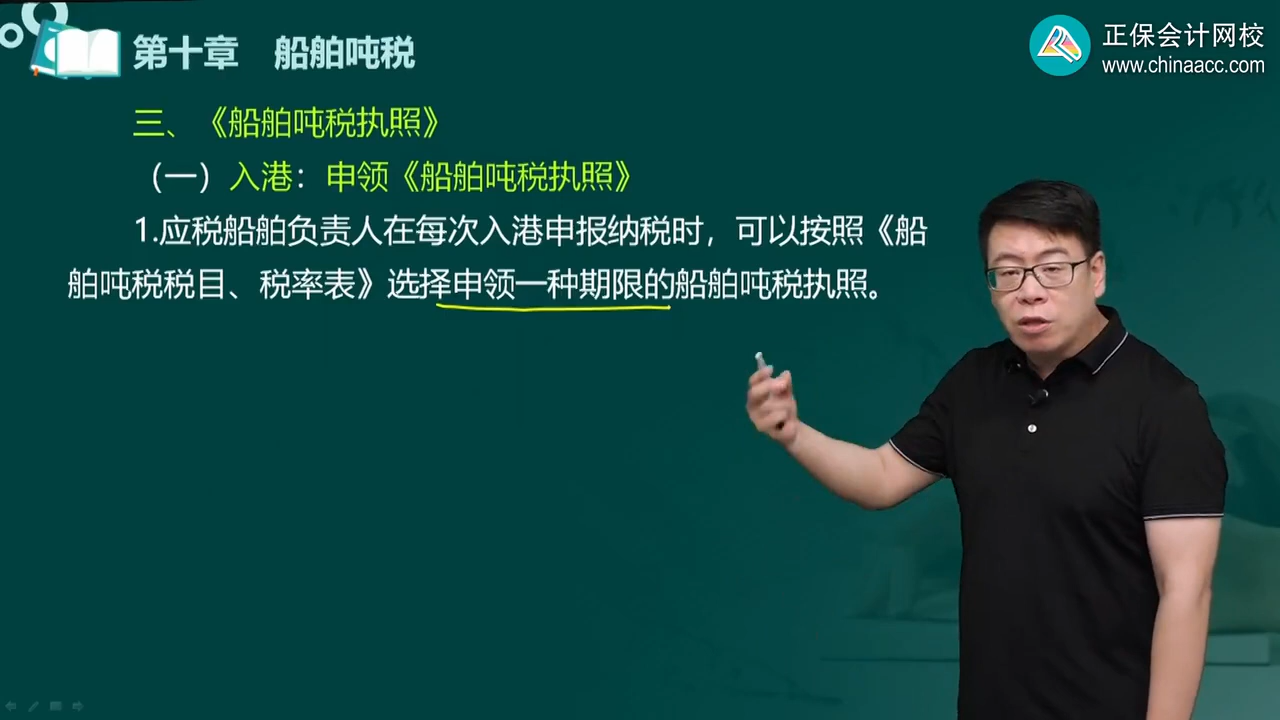 第十章 船舶吨税
正保会计网校
www.chinaacc.com
三、《船舶吨税执照》
（一）入港：申领《船舶吨税执照》
1.应税船舶负责人在每次入港申报纳税时，可以按照《船
舶吨税税目、税率表》选择申领一种期限的船舶吨税执照。